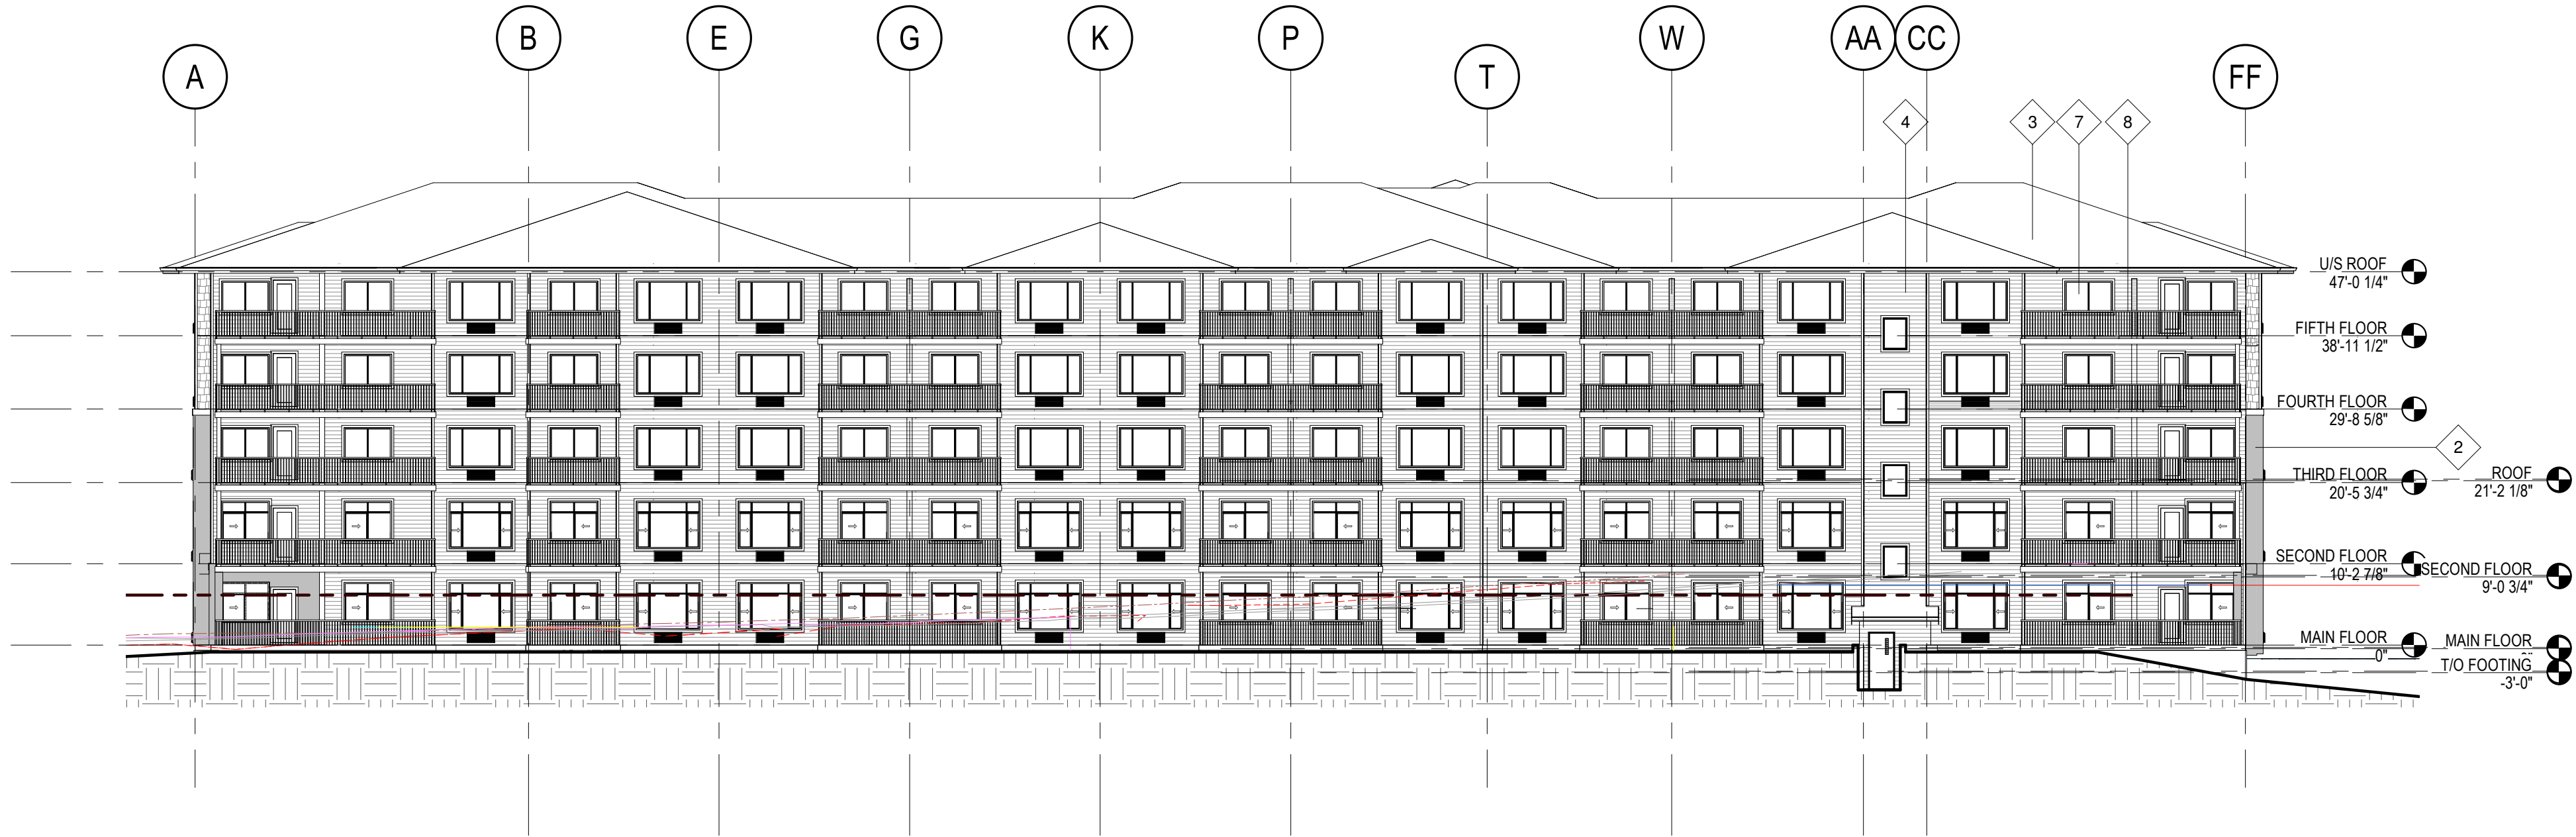 A
B
E
G
K
P
T
W
AA
CC
FF
4
3
7
8
U/S ROOF
47'-0 1/4"
FIFTH FLOOR
38'-11 1/2"
FOURTH FLOOR
29'-8 5/8"
2
THIRD FLOOR
20'-5 3/4"
ROOF
21'-2 1/8"
SECOND FLOOR
10'-2 7/8"
SECOND FLOOR
9'-0 3/4"
MAIN FLOOR
0"
MAIN FLOOR
T/O FOOTING
-3'-0"